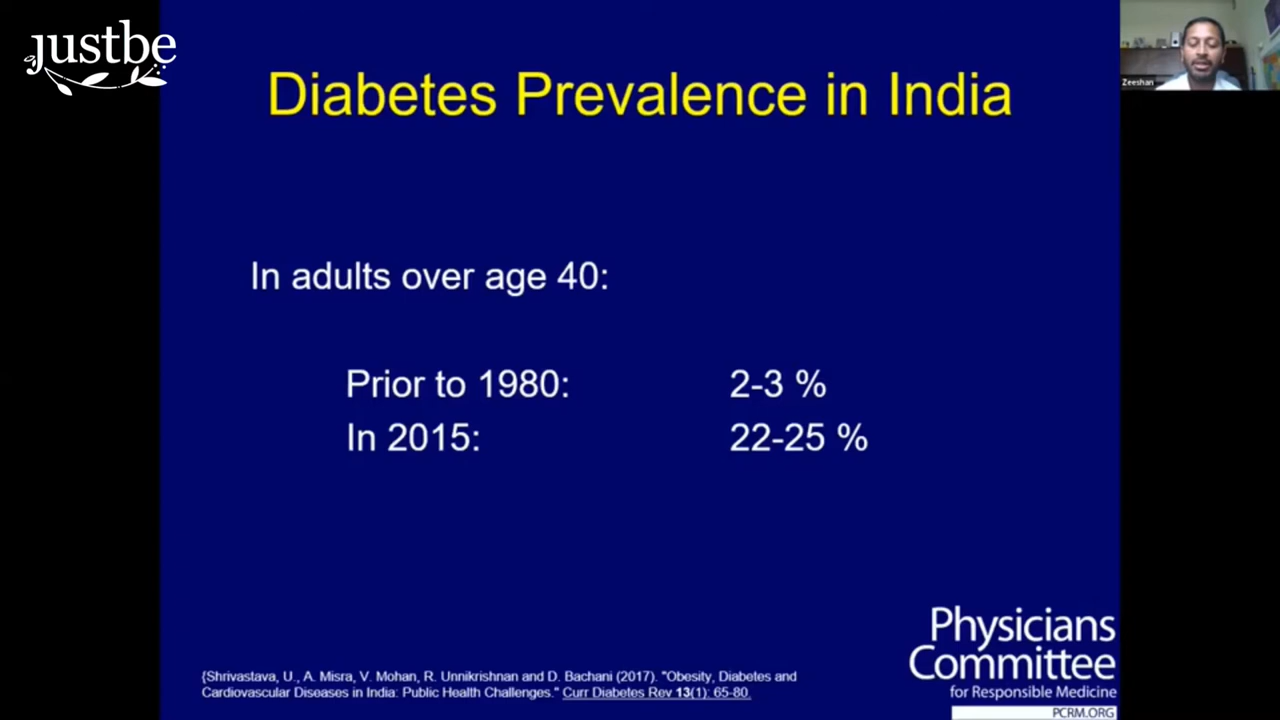 justbe
Zeeshan
Diabetes Prevalence in India
In adults over age 40:
Prior to 1980: 2-3 %
In 2015: 22-25 %
{Shrivastava, U., A. Misra, V. Mohan, R. Unnikrishnan and D. Bachani (2017). "Obesity, Diabetes and
Cardiovascular Diseases in India: Public Health Challenges." Curr Diabetes Rev 13(1): 65-80.
Physicians
Committee
for Responsible Medicine
PCRM.ORG